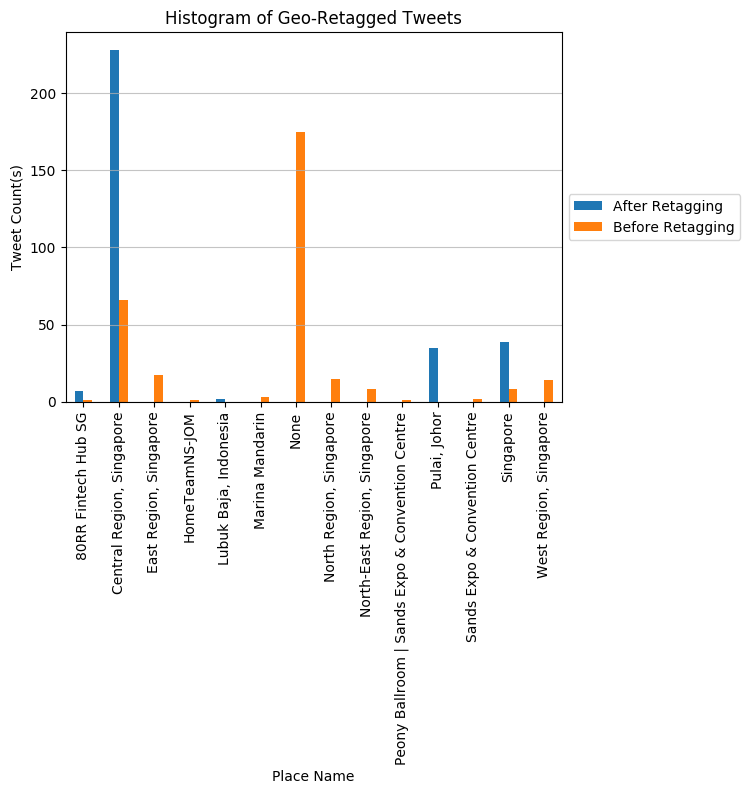 Histogram of Geo-Retagged Tweets
Tweet Count(s)
200
150
100
50
0
After Retagging
Before Retagging
80RR Fintech Hub SG
Central Region, Singapore
East Region, Singapore
HomeTeamNS-JOM
Lubuk Baja, Indonesia
Marina Mandarin
None
North Region, Singapore
North-East Region, Singapore
Peony Ballroom | Sands Expo & Convention Centre
Pulai, Johor
Sands Expo & Convention Centre
Singapore
West Region, Singapore
Place Name